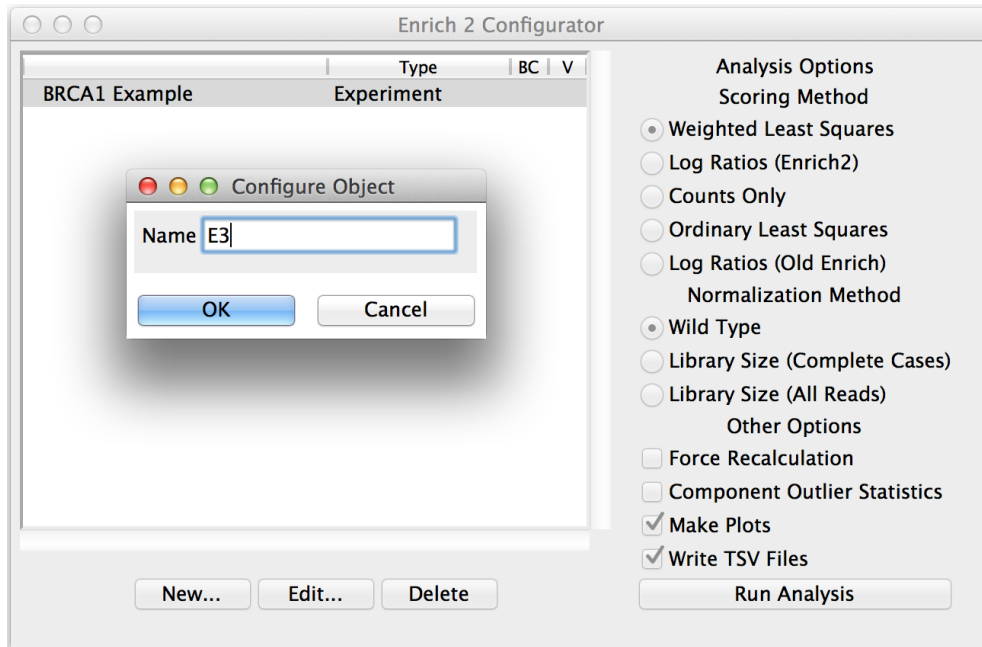 Enrich 2 Configurator
Type BC V
BRCA1 Example Experiment
Configure Object
Name E3
OK Cancel
New... Edit... Delete
Analysis Options
Scoring Method
Weighted Least Squares
Log Ratios (Enrich2)
Counts Only
Ordinary Least Squares
Log Ratios (Old Enrich)
Normalization Method
Wild Type
Library Size (Complete Cases)
Library Size (All Reads)
Other Options
Force Recalculation
Component Outlier Statistics
Make Plots
Write TSV Files
Run Analysis